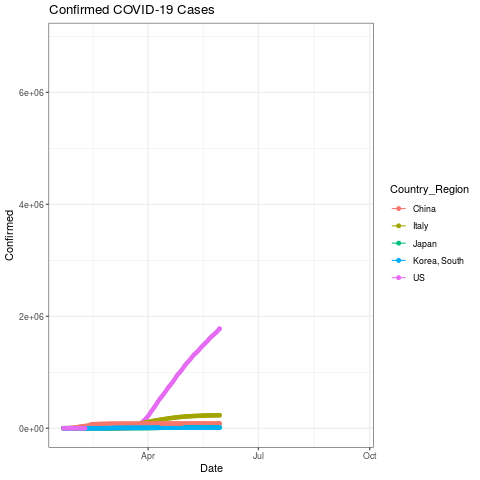 Confirmed COVID-19 Cases
6e+06
4e+06
2e+06
0e+00
Confirmed
Apr
Jul
Oct
Date
Country_Region
China
Italy
Japan
Korea, South
US